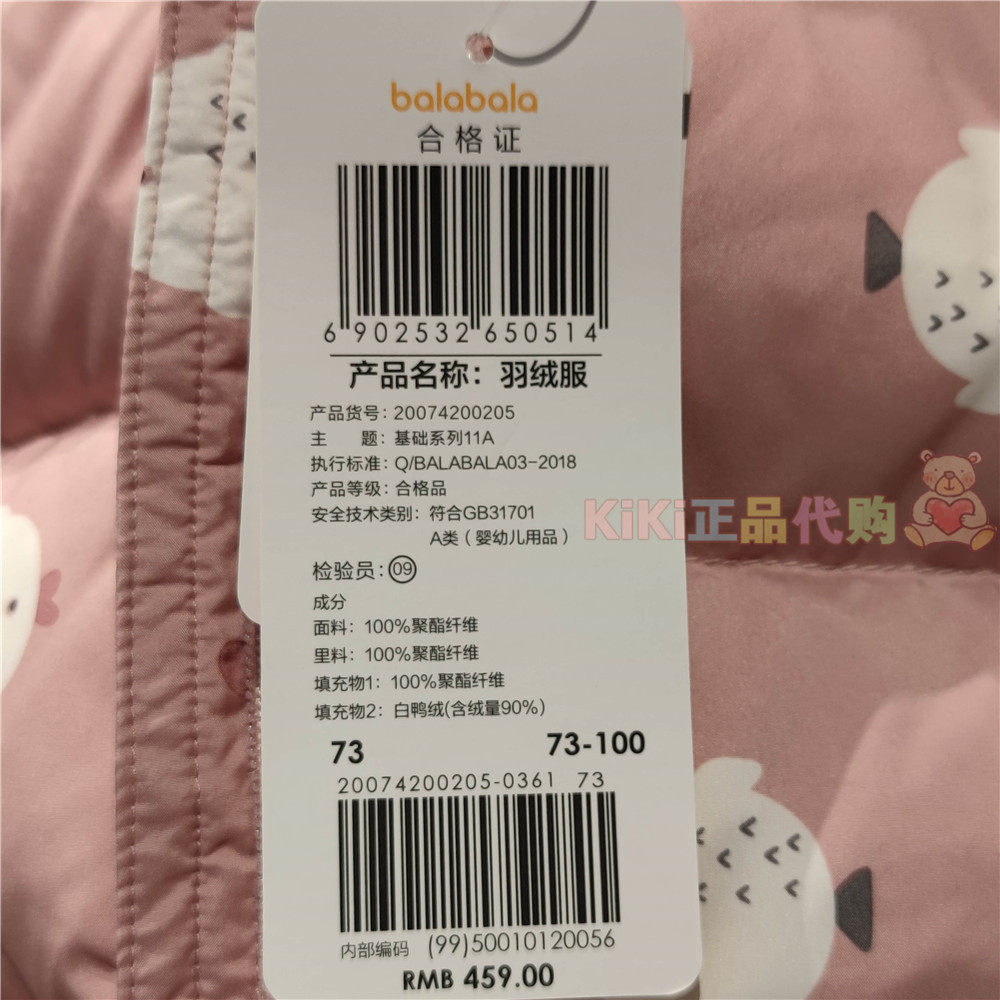 balabala
合格证
6 902532 650514
产品名称：羽绒服
产品货号：20074200205
主 题：基础系列11A
执行标准：Q/BALABALA03-2018
产品等级：合格品
安全技术类别：符合GB31701
A类（婴幼儿用品）
KiKi正品代购
检验员：09
成分
面料：100%聚酯纤维
里料：100%聚酯纤维
填充物1：100%聚酯纤维
填充物2：白鸭绒(含绒量90%)
73 73-100
20074200205-0361 73
内部编码 (99)50010120056
RMB 459.00